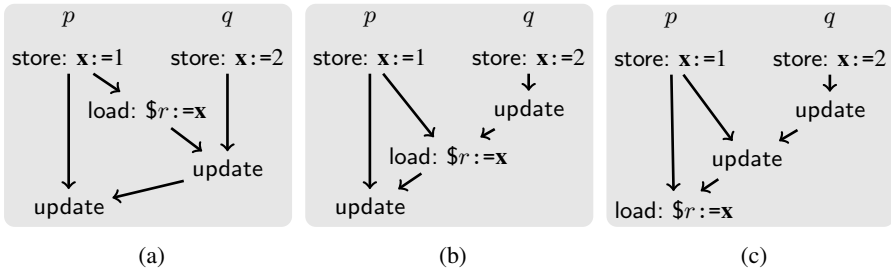 p q
store: x:=1 store: x:=2
load: $r:=x
update
update
(a)
p q
store: x:=1 store: x:=2
update
load: $r:=x
update
(b)
p q
store: x:=1 store: x:=2
update
update
load: $r:=x
(c)